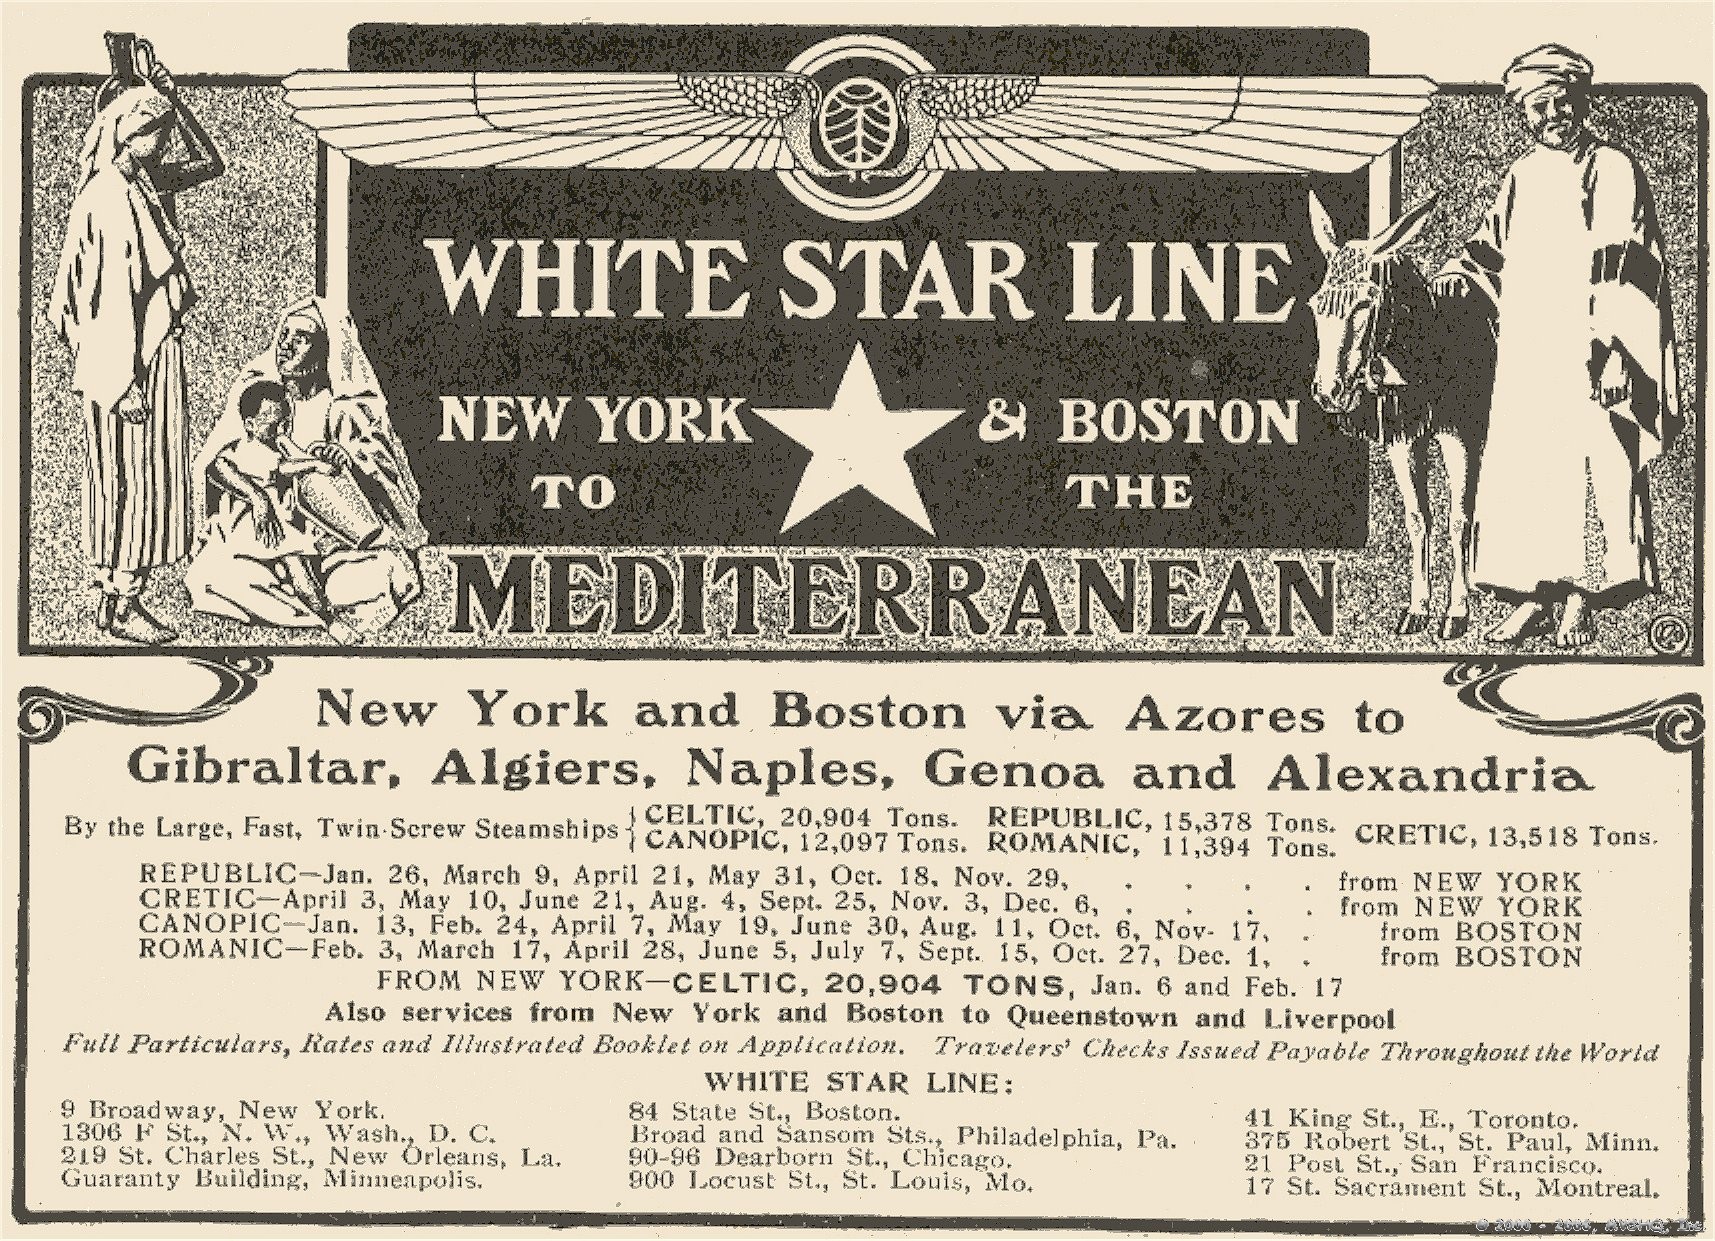 WHITE STAR LINE
NEW YORK & BOSTON
TO THE
MEDITERRANEAN
New York and Boston via Azores to
Gibraltar, Algiers, Naples, Genoa and Alexandria
By the Large, Fast, Twin-Screw Steamships { CELTIC, 20,904 Tons. REPUBLIC, 15,378 Tons. CRETIC, 13,518 Tons.
CANOPIC, 12,097 Tons. ROMANIC, 11,394 Tons.
REPUBLIC—Jan. 26, March 9, April 21, May 31, Oct. 18, Nov. 29, . . . . from NEW YORK
CRETIC—April 3, May 10, June 21, Aug. 4, Sept. 25, Nov. 3, Dec. 6, . . . . from NEW YORK
CANOPIC—Jan. 13, Feb. 24, April 7, May 19, June 30, Aug. 11, Oct. 6, Nov- 17, . from BOSTON
ROMANIC—Feb. 3, March 17, April 28, June 5, July 7, Sept. 15, Oct. 27, Dec. 1, . from BOSTON
FROM NEW YORK—CELTIC, 20,904 TONS, Jan. 6 and Feb. 17
Also services from New York and Boston to Queenstown and Liverpool
Full Particulars, Rates and Illustrated Booklet on Application. Travelers' Checks Issued Payable Throughout the World
WHITE STAR LINE:
9 Broadway, New York.
1306 F St., N. W., Wash., D. C.
219 St. Charles St., New Orleans, La.
Guaranty Building, Minneapolis.
84 State St., Boston.
Broad and Sansom Sts., Philadelphia, Pa.
90-96 Dearborn St., Chicago.
900 Locust St., St. Louis, Mo.
41 King St., E., Toronto.
375 Robert St., St. Paul, Minn.
21 Post St., San Francisco.
17 St. Sacrament St., Montreal.